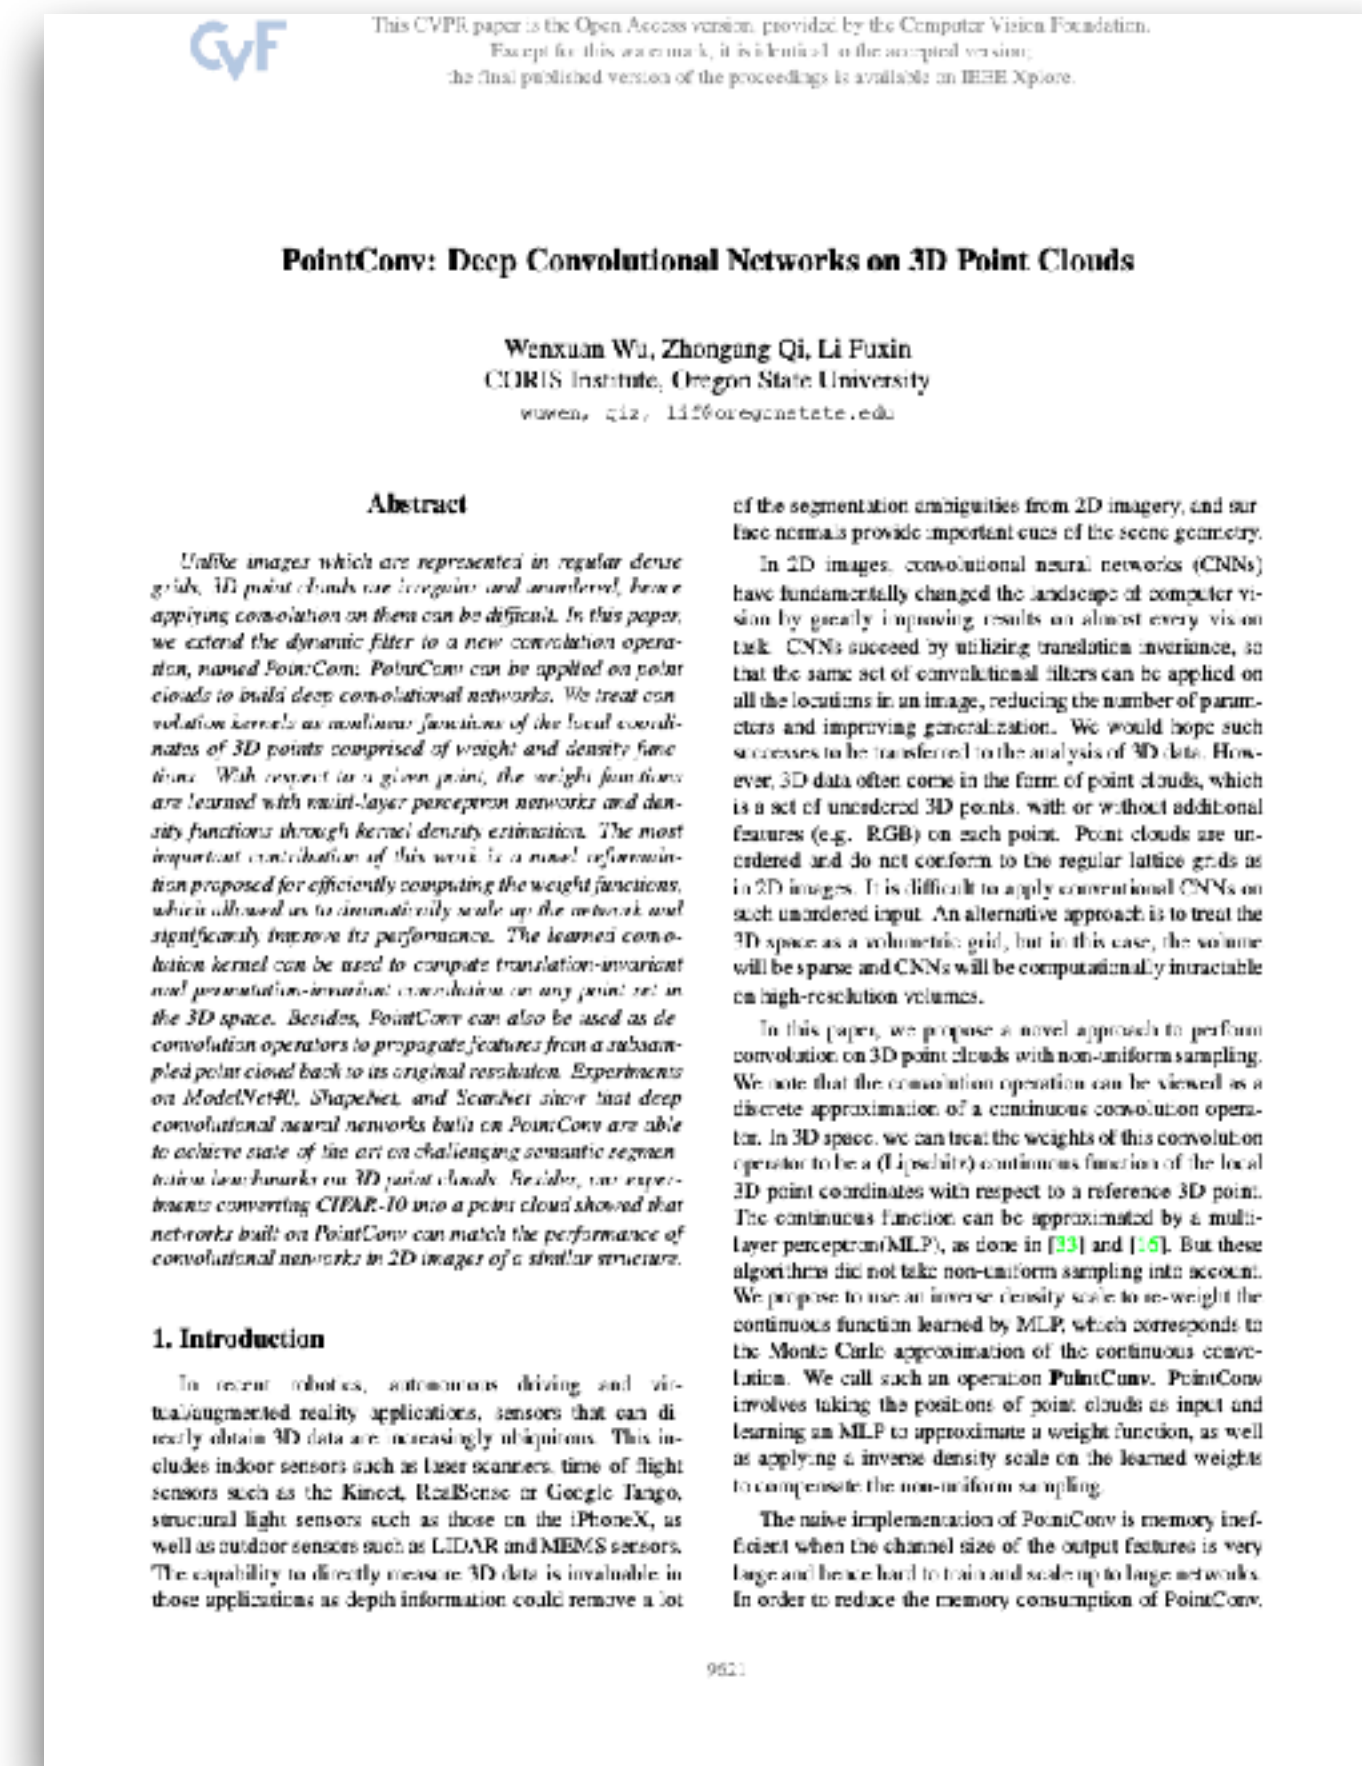 CVF
This CVPR paper is the Open Access version, provided by the Computer Vision Foundation.
Except for this watermark, it is identical to the accepted version;
the final published version of the proceedings is available on IEEE Xplore.
PointConv: Deep Convolutional Networks on 3D Point Clouds
Wenxuan Wu, Zhongang Qi, Li Fuxin
CORIS Institute, Oregon State University
wuwen, qiz, lif@oregonstate.edu
Abstract
Unlike images which are represented in regular dense
grids, 3D point clouds are irregular and unordered, hence
applying convolution on them can be difficult. In this paper,
we extend the dynamic filter to a new convolution opera-
tion, named PointConv. PointConv can be applied on point
clouds to build deep convolutional networks. We treat con-
volution kernels as nonlinear functions of the local coordi-
nates of 3D points comprised of weight and density func-
tions. With respect to a given point, the weight functions
are learned with multi-layer perceptron networks and den-
sity functions through kernel density estimation. The most
important contribution of this work is a novel reformula-
tion proposed for efficiently computing the weight functions,
which allowed us to dramatically scale up the network and
significantly improve its performance. The learned convo-
lution kernel can be used to compute translation-invariant
and permutation-invariant convolution on any point set in
the 3D space. Besides, PointConv can also be used as de-
convolution operators to propagate features from a subsam-
pled point cloud back to its original resolution. Experiments
on ModelNet40, ShapeNet, and ScanNet show that deep
convolutional neural networks built on PointConv are able
to achieve state-of-the-art on challenging semantic segmen-
tation benchmarks on 3D point clouds. Besides, our exper-
iments converting CIFAR-10 into a point cloud showed that
networks built on PointConv can match the performance of
convolutional networks in 2D images of a similar structure.
1. Introduction
In recent robotics, autonomous driving and vir-
tual/augmented reality applications, sensors that can di-
rectly obtain 3D data are increasingly ubiquitous. This in-
cludes indoor sensors such as laser scanners, time of flight
sensors such as the Kinect, RealSense or Google Tango,
structural light sensors such as those on the iPhoneX, as
well as outdoor sensors such as LIDAR and MEMS sensors.
The capability to directly measure 3D data is invaluable in
those applications as depth information could remove a lot
of the segmentation ambiguities from 2D imagery, and sur-
face normals provide important cues of the scene geometry.
In 2D images, convolutional neural networks (CNNs)
have fundamentally changed the landscape of computer vi-
sion by greatly improving results on almost every vision
task. CNNs succeed by utilizing translation invariance, so
that the same set of convolutional filters can be applied on
all the locations in an image, reducing the number of param-
eters and improving generalization. We would hope such
successes to be transferred to the analysis of 3D data. How-
ever, 3D data often come in the form of point clouds, which
is a set of unordered 3D points, with or without additional
features (e.g. RGB) on each point. Point clouds are un-
ordered and do not conform to the regular lattice grids as
in 2D images. It is difficult to apply conventional CNNs on
such unordered input. An alternative approach is to treat the
3D space as a volumetric grid, but in this case, the volume
will be sparse and CNNs will be computationally intractable
on high-resolution volumes.
In this paper, we propose a novel approach to perform
convolution on 3D point clouds with non-uniform sampling.
We note that the convolution operation can be viewed as a
discrete approximation of a continuous convolution opera-
tor. In 3D space, we can treat the weights of this convolution
operator to be a (Lipschitz) continuous function of the local
3D point coordinates with respect to a reference 3D point.
The continuous function can be approximated by a multi-
layer perceptron(MLP), as done in [33] and [16]. But these
algorithms did not take non-uniform sampling into account.
We propose to use an inverse density scale to re-weight the
continuous function learned by MLP, which corresponds to
the Monte Carlo approximation of the continuous convo-
lution. We call such an operation PointConv. PointConv
involves taking the positions of point clouds as input and
learning an MLP to approximate a weight function, as well
as applying a inverse density scale on the learned weights
to compensate the non-uniform sampling.
The naive implementation of PointConv is memory inef-
ficient when the channel size of the output features is very
large and hence hard to train and scale up to large networks.
In order to reduce the memory consumption of PointConv,
9621